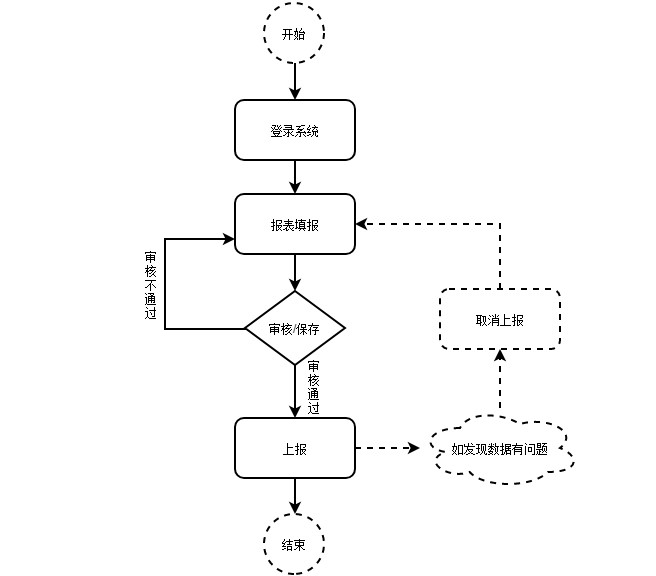 开始
登录系统
报表填报
审核不通过
取消上报
审核/保存
审核通过
上报
如发现数据有问题
结束